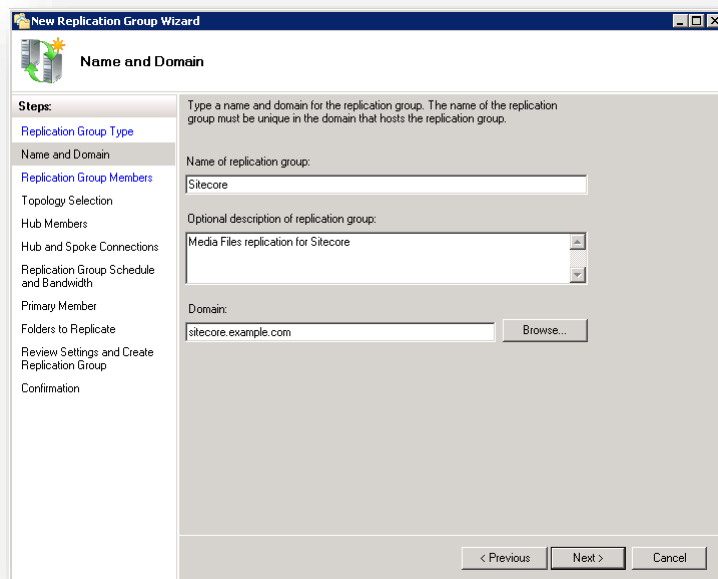 New Replication Group Wizard
Name and Domain
Steps:
Replication Group Type
Name and Domain
Replication Group Members
Topology Selection
Hub Members
Hub and Spoke Connections
Replication Group Schedule
and Bandwidth
Primary Member
Folders to Replicate
Review Settings and Create
Replication Group
Confirmation
Type a name and domain for the replication group. The name of the replication
group must be unique in the domain that hosts the replication group.
Name of replication group:
Sitecore
Optional description of replication group:
Media Files replication for Sitecore
Domain:
sitecore.example.com
Browse...
< Previous
Next >
Cancel